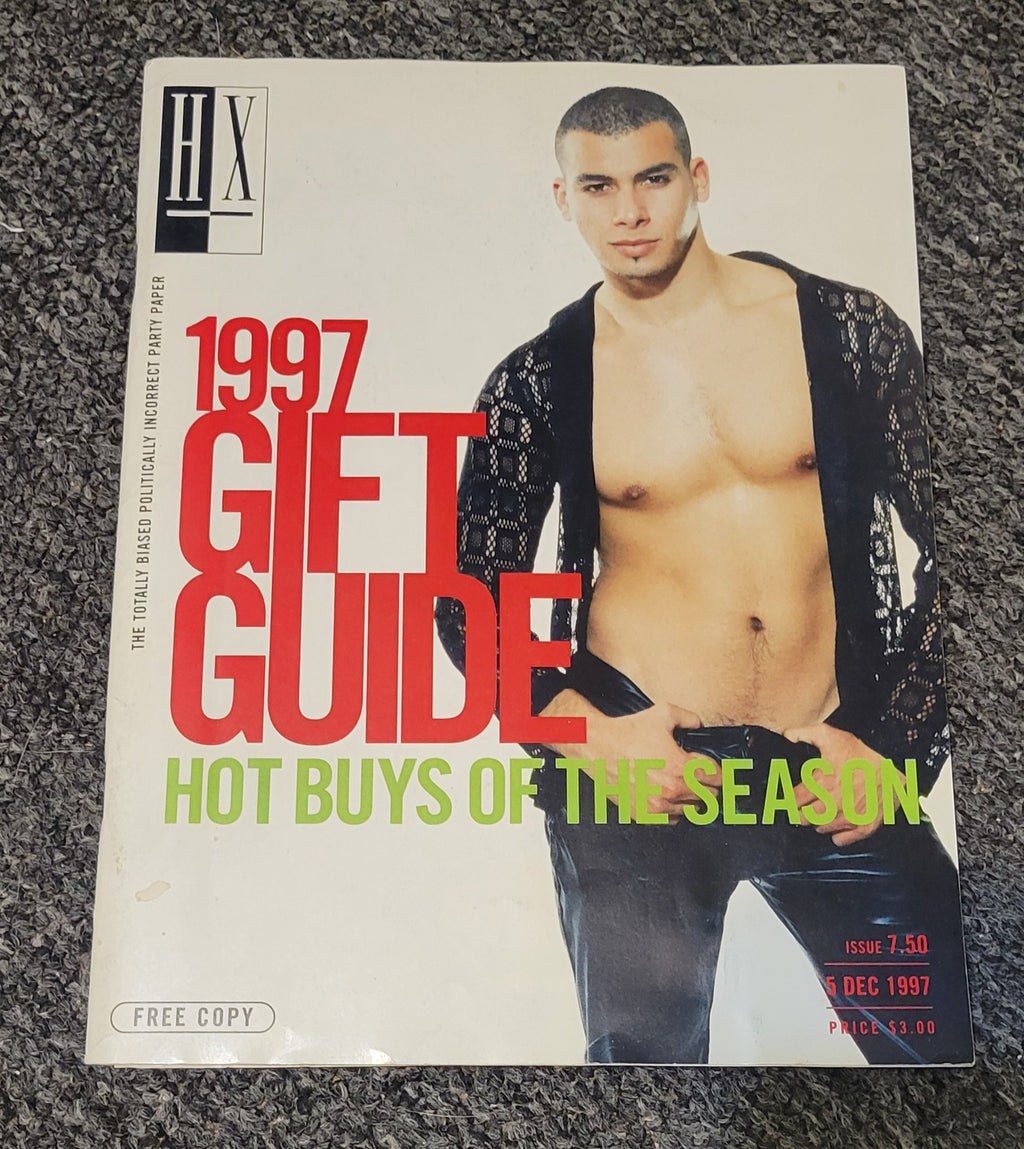 HX
THE TOTALLY BIASED POLITICALLY INCORRECT PARTY PAPER
1997
GIFT
GUIDE
HOT BUYS OF THE SEASON
ISSUE 7.50
5 DEC 1997
PRICE $3.00
FREE COPY